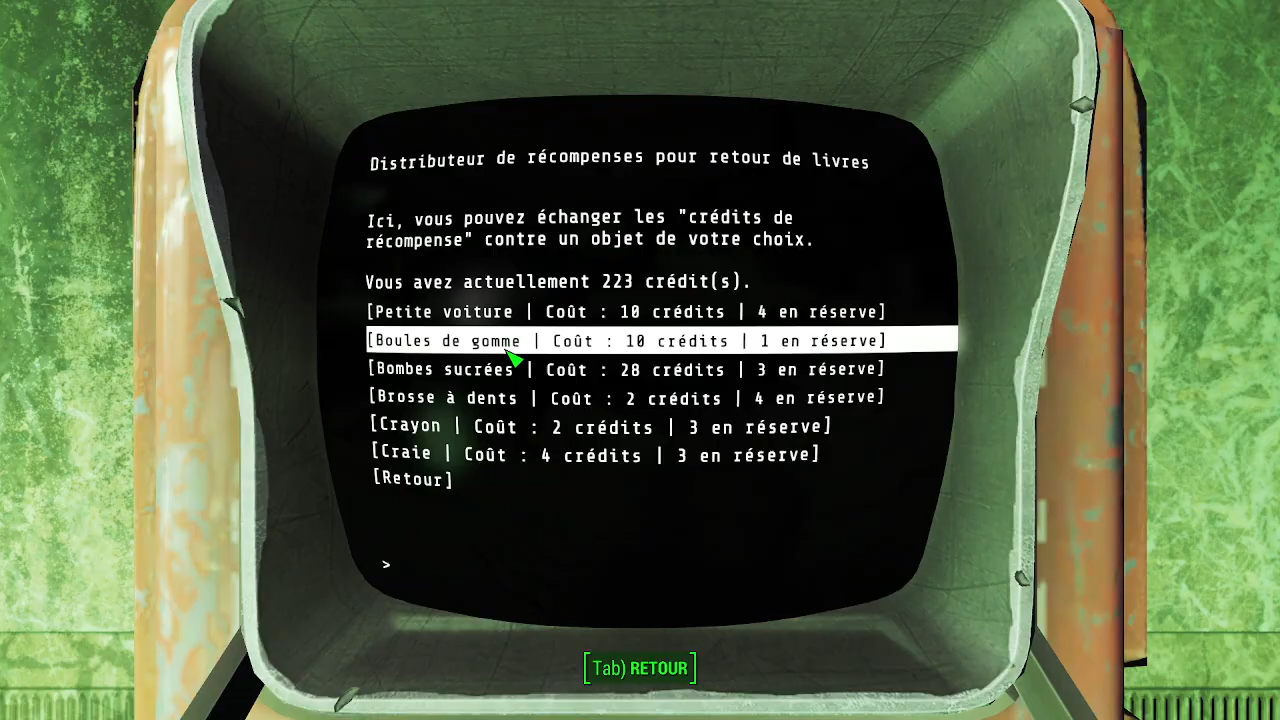 Distributeur de récompenses pour retour de livres
Ici, vous pouvez échanger les "crédits de
récompense" contre un objet de votre choix.
Vous avez actuellement 223 crédit(s).
[Petite voiture | Coût : 10 crédits | 4 en réserve]
[Boules de gomme | Coût : 10 crédits | 1 en réserve]
[Bombes sucrées | Coût : 28 crédits | 3 en réserve]
[Brosse à dents | Coût : 2 crédits | 4 en réserve]
[Crayon | Coût : 2 crédits | 3 en réserve]
[Craie | Coût : 4 crédits | 3 en réserve]
[Retour]
>
[Tab) RETOUR]